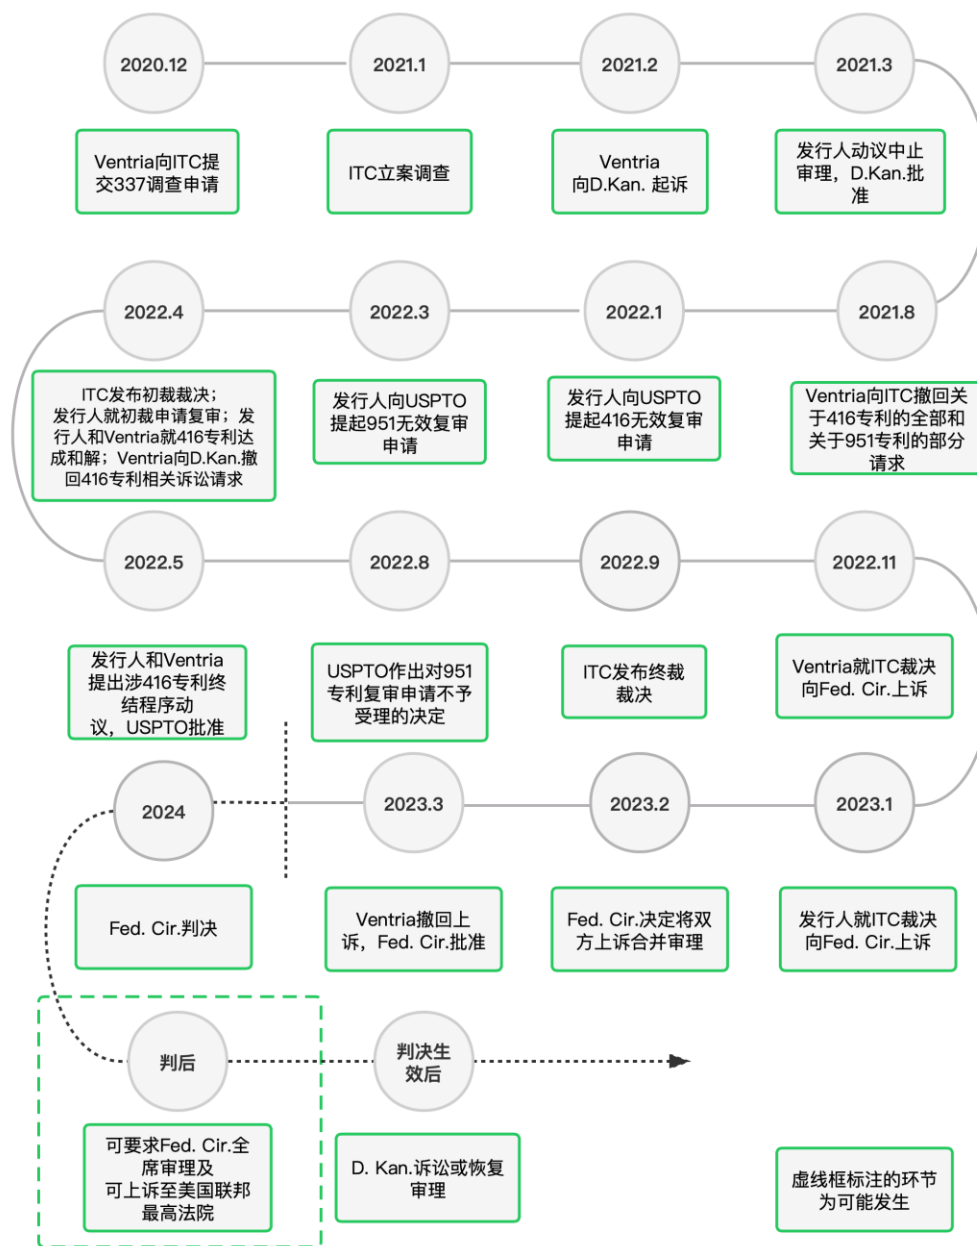 2020.12
2021.1
2021.2
2021.3
Ventria向ITC提
交337调查申请
ITC立案调查
Ventria
向D.Kan. 起诉
发行人动议中止
审理，D.Kan.批
准
2022.4
2022.3
2022.1
2021.8
ITC发布初裁裁决；
发行人就初裁申请复审；发
行人和Ventria就416专利达
成和解；Ventria向D.Kan.撤
回416专利相关诉讼请求
发行人向USPTO
提起951无效复审
申请
发行人向USPTO
提起416无效复审
申请
Ventria向ITC撤回关
于416专利的全部和
关于951专利的部分
请求
2022.5
2022.8
2022.9
2022.11
发行人和Ventria
提出涉416专利终
结程序动
议，USPTO批准
USPTO作出对951
专利复审申请不予
受理的决定
ITC发布终裁
裁决
Ventria就ITC裁决
向Fed. Cir.上诉
2024
2023.3
2023.2
2023.1
Fed. Cir.判决
Ventria撤回上
诉，Fed. Cir.批准
Fed. Cir.决定将双
方上诉合并审理
发行人就ITC裁决
向Fed. Cir.上诉
判后
判决生
效后
可要求Fed. Cir.全
席审理及
可上诉至美国联邦
最高法院
D. Kan.诉讼或恢复
审理
虚线框标注的环节
为可能发生